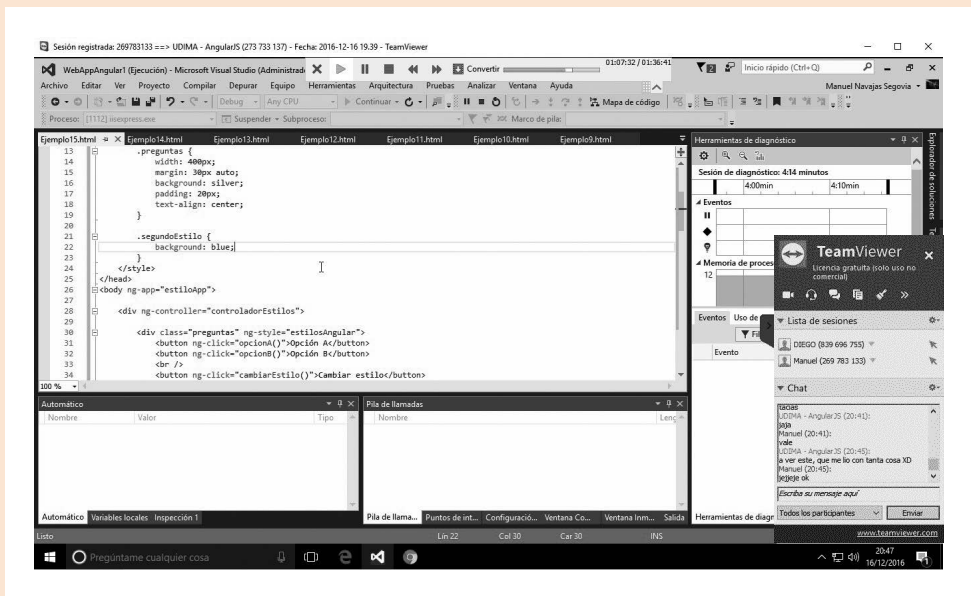 Sesión registrada: 269783133 ==> UDIMA - AngularJS (273 733 137) - Fecha: 2016-12-16 19.39 - TeamViewer
WebAppAngular1 (Ejecución) - Microsoft Visual Studio (Administrad
Convertir
01:07:32 / 01:36:41
Inicio rápido (Ctrl+Q)
Archivo Editar Ver Proyecto Compilar Depurar Equipo Herramientas Arquitectura Pruebas Analizar Ventana Ayuda
Manuel Navajas Segovia
Debug Any CPU Continuar Mapa de código
Proceso: [1112] iisexpress.exe Suspender Subproceso: Marco de pila:
Ejemplo15.html Ejemplo14.html Ejemplo13.html Ejemplo12.html Ejemplo11.html Ejemplo10.html Ejemplo9.html
13 .preguntas {
14 width: 400px;
15 margin: 30px auto;
16 background: silver;
17 padding: 20px;
18 text-align: center;
19 }
20
21 .segundoEstilo {
22 background: blue;
23 }
24 </style>
25 </head>
26 <body ng-app="estiloApp">
27
28 <div ng-controller="controladorEstilos">
29
30 <div class="preguntas" ng-style="estilosAngular">
31 <button ng-click="opcionA()">Opción A</button>
32 <button ng-click="opcionB()">Opción B</button>
33 <br />
34 <button ng-click="cambiarEstilo()">Cambiar estilo</button>
100 %
Herramientas de diagnóstico
Sesión de diagnóstico: 4:14 minutos
4:00min 4:10min
Eventos
Memoria de proces
12
Eventos Uso de
Fil
Evento
Explorador de soluciones
Te
Automático
Nombre Valor Tipo
Pila de llamadas
Nombre Leng
Automático Variables locales Inspección 1
Pila de llama... Puntos de int... Configuració... Ventana Co... Ventana Inm... Salida
Herramientas de diagr
TeamViewer
Licencia gratuita (solo uso no
comercial)
Lista de sesiones
DIEGO (839 696 755)
Manuel (269 783 133)
Chat
UDIMA - AngularJS (20:41):
jaja
Manuel (20:41):
vale
UDIMA - AngularJS (20:45):
a ver este, que me lio con tanta cosa XD
Manuel (20:45):
jejjeje ok
Escriba su mensaje aquí
Todos los participantes Enviar
www.teamviewer.com
Listo Lín 22 Col 30 Car 30 INS
Pregúntame cualquier cosa
20:47
16/12/2016